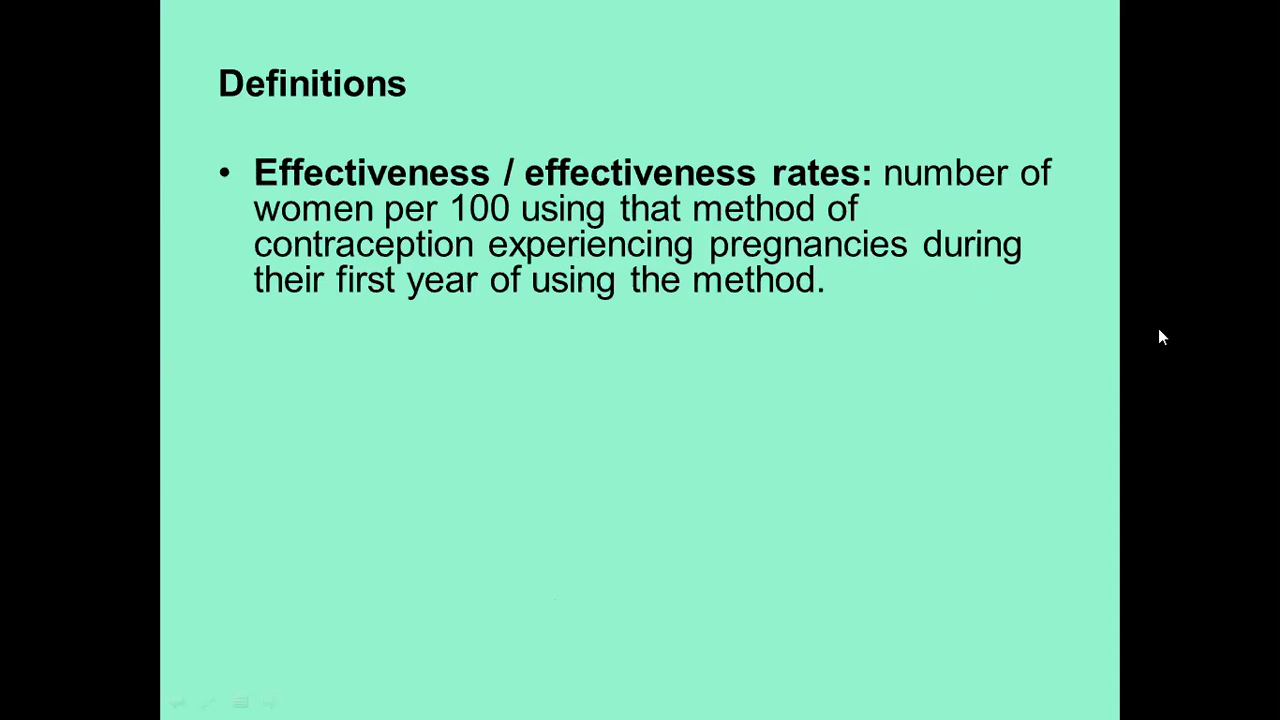 Definitions
• Effectiveness / effectiveness rates: number of
women per 100 using that method of
contraception experiencing pregnancies during
their first year of using the method.